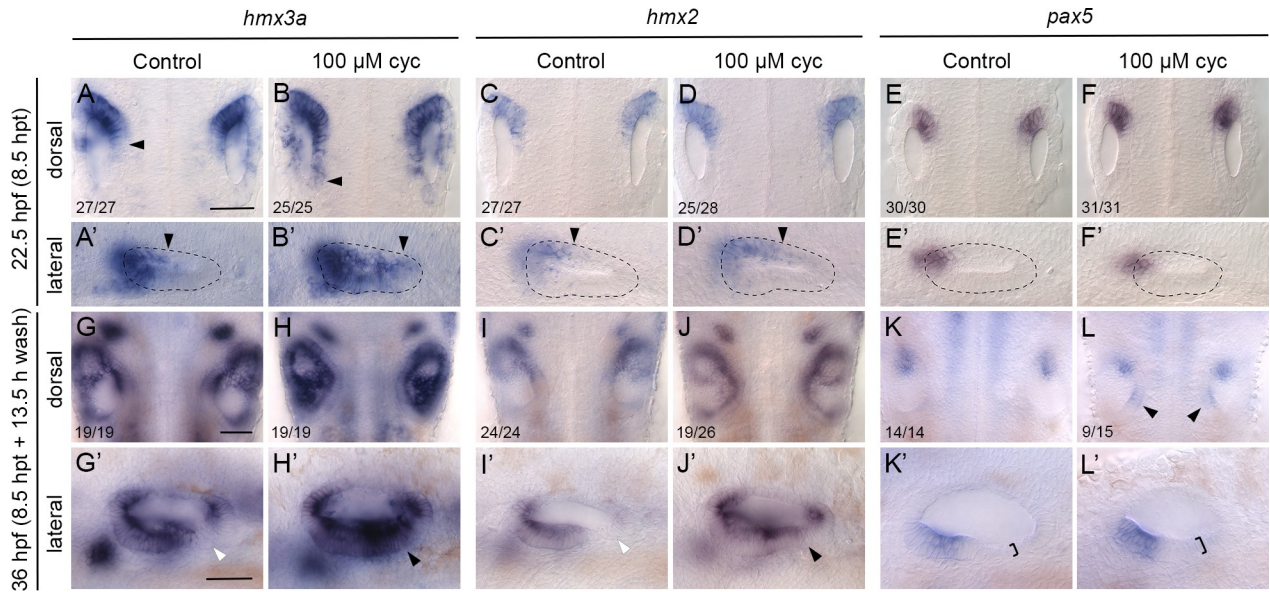 hmx3a hmx2 pax5
Control 100 µM cyc Control 100 µM cyc Control 100 µM cyc
22.5 hpf (8.5 hpt)
dorsal
A B C D E F
27/27 25/25 27/27 25/28 30/30 31/31
lateral
A' B' C' D' E' F'
36 hpf (8.5 hpt + 13.5 h wash)
dorsal
G H I J K L
19/19 19/19 24/24 19/26 14/14 9/15
lateral
G' H' I' J' K' L'